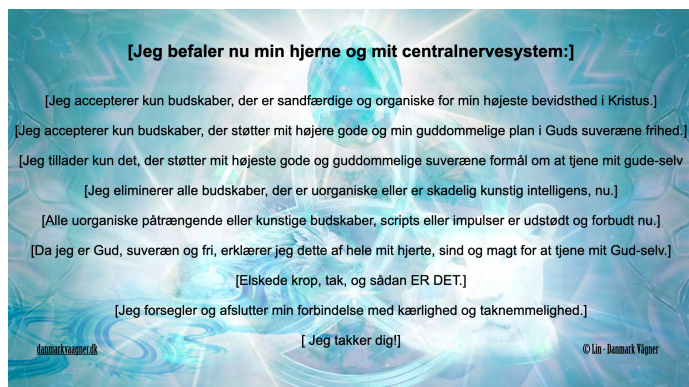 [Jeg befaler nu min hjerne og mit centralnervesystem:]
[Jeg accepterer kun budskaber, der er sandfærdige og organiske for min højeste bevidsthed i Kristus.]
[Jeg accepterer kun budskaber, der støtter mit højere gode og min guddommelige plan i Guds suveræne frihed.]
[Jeg tillader kun det, der støtter mit højeste gode og guddommelige suveræne formål om at tjene mit gude-selv
[Jeg eliminerer alle budskaber, der er uorganiske eller er skadelig kunstig intelligens, nu.]
[Alle uorganiske påtrængende eller kunstige budskaber, scripts eller impulser er udstødt og forbudt nu.]
[Da jeg er Gud, suveræn og fri, erklærer jeg dette af hele mit hjerte, sind og magt for at tjene mit Gud-selv.]
[Elskede krop, tak, og sådan ER DET.]
[Jeg forsegler og afslutter min forbindelse med kærlighed og taknemmelighed.]
[ Jeg takker dig!]
danmarkvaagner.dk
© Lin - Danmark Vågner